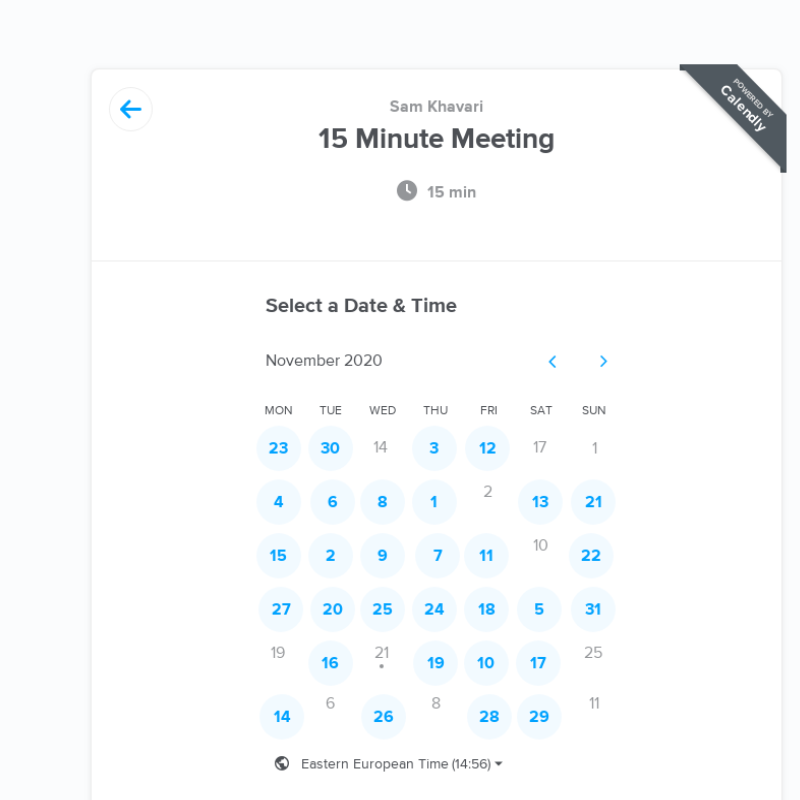 Sam Khavari
POWERED BY
Calendly
15 Minute Meeting
15 min
Select a Date & Time
November 2020
MON TUE WED THU FRI SAT SUN
23 30 14 3 12 17 1
4 6 8 1 2 13 21
15 2 9 7 11 10 22
27 20 25 24 18 5 31
19 16 21 19 10 17 25
14 6 26 8 28 29 11
Eastern European Time (14:56)